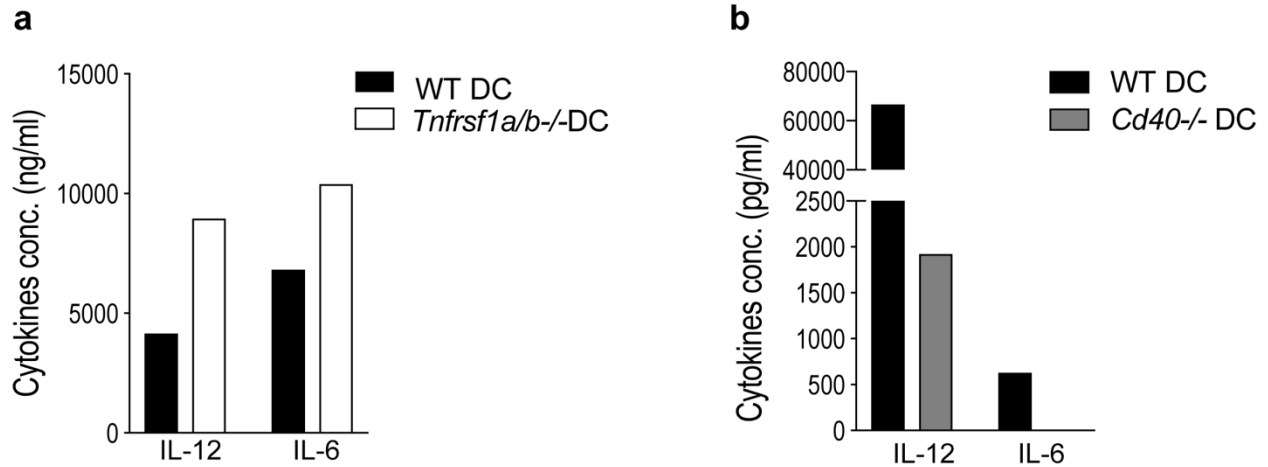 a
Cytokines conc. (ng/ml)
15000
10000
5000
0
IL-12 IL-6
WT DC
Tnfrsf1a/b-/-DC
b
Cytokines conc. (pg/ml)
80000
60000
40000
2500
2000
1500
1000
500
0
IL-12 IL-6
WT DC
Cd40-/- DC